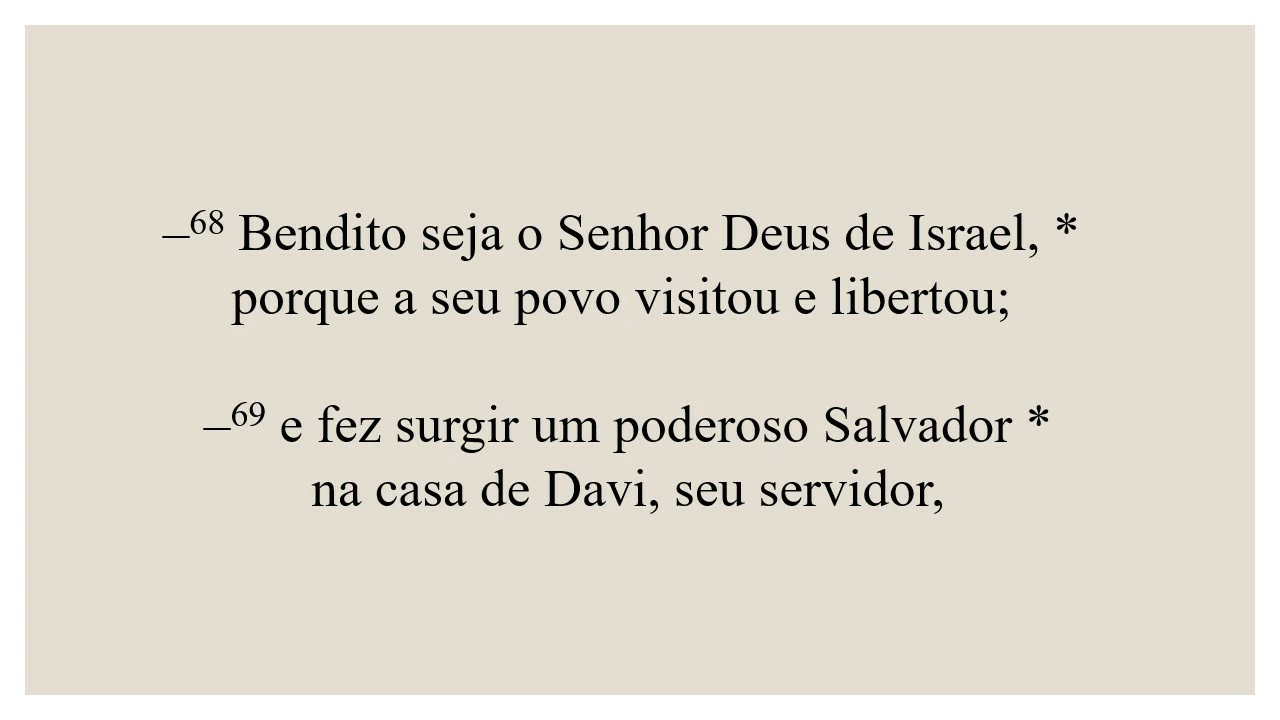 –68 Bendito seja o Senhor Deus de Israel, *
porque a seu povo visitou e libertou;
–69 e fez surgir um poderoso Salvador *
na casa de Davi, seu servidor,